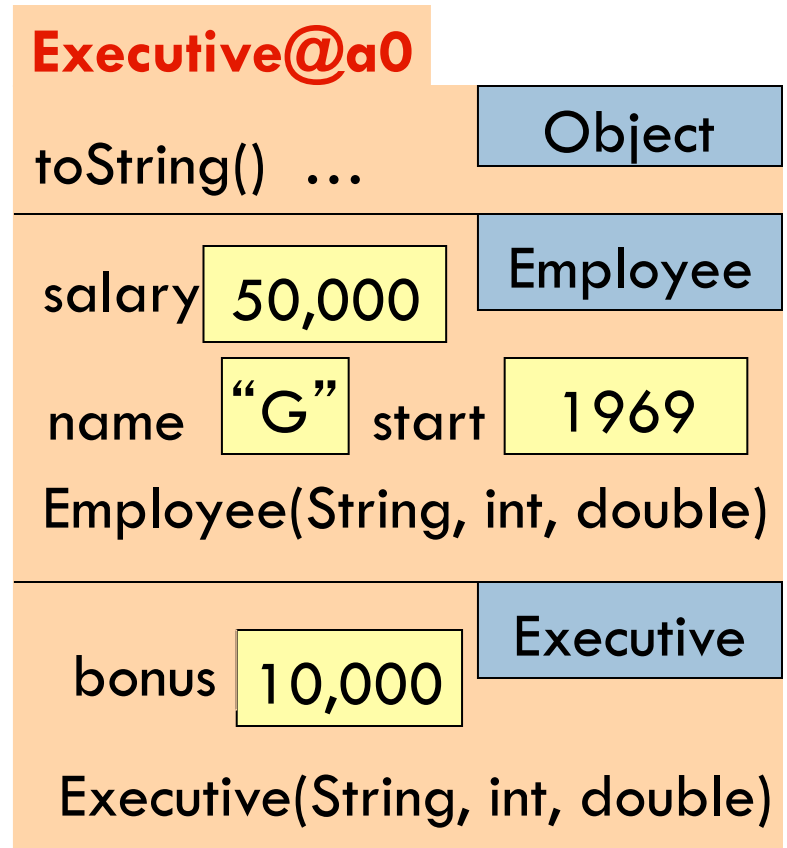 Executive@a0
Object
toString() …
Employee
salary 50,000
name “G” start 1969
Employee(String, int, double)
Executive
bonus 10,000
Executive(String, int, double)